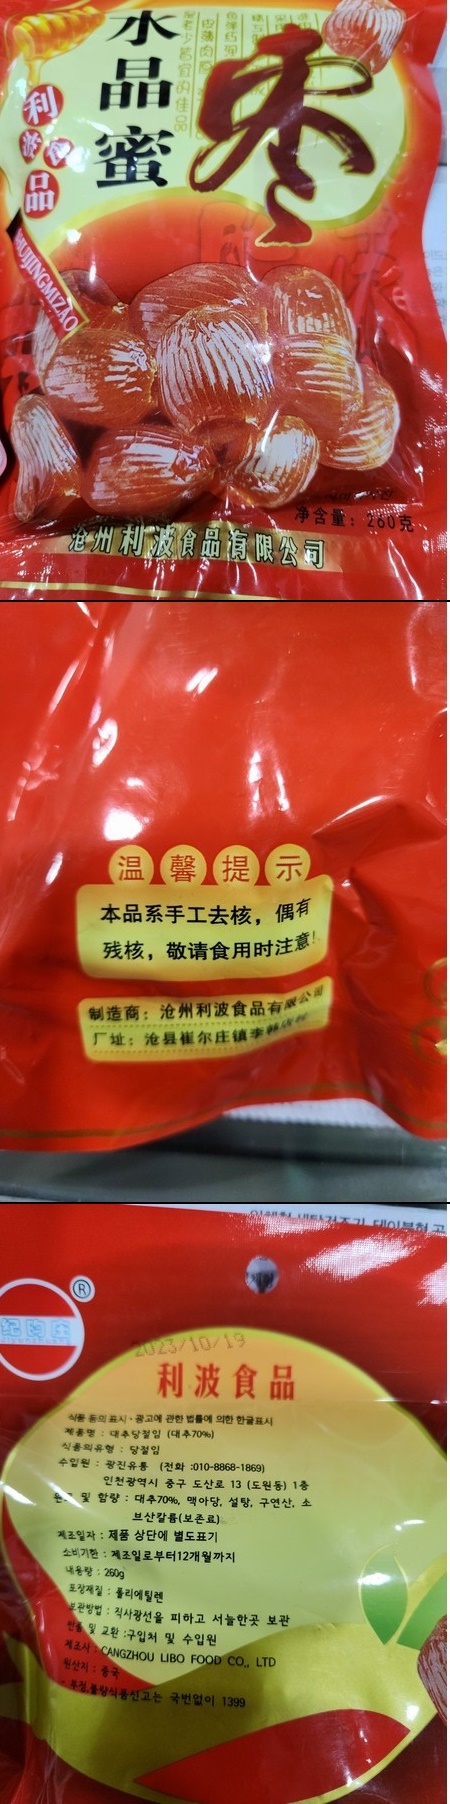 水晶蜜
枣
利
波
食
品
SHUIJINGMIZAO
净含量：260克
沧州利波食品有限公司
温馨提示
本品系手工去核，偶有
残核，敬请食用时注意！
制造商：沧州利波食品有限公司
厂址：沧县崔尔庄镇李
®
2023/10/19
利波食品
식품 등의 표시·광고에 관한 법률에 의한 한글표시
제품명 : 대추당절임 (대추70%)
식품의유형 : 당절임
수입원 : 광진유통 (전화 :010-8868-1869)
인천광역시 중구 도산로 13 (도원동) 1층
원료 및 함량 : 대추70%, 맥아당, 설탕, 구연산, 소
브산칼륨(보존료)
제조일자 : 제품 상단에 별도표기
소비기한 : 제조일로부터12개월까지
내용량 : 260g
포장재질 : 폴리에틸렌
보관방법 : 직사광선을 피하고 서늘한곳 보관
반품 및 교환 :구입처 및 수입원
제조사 : CANGZHOU LIBO FOOD CO,. LTD
원산지 : 중국
· 부정,불량식품신고는 국번없이 1399